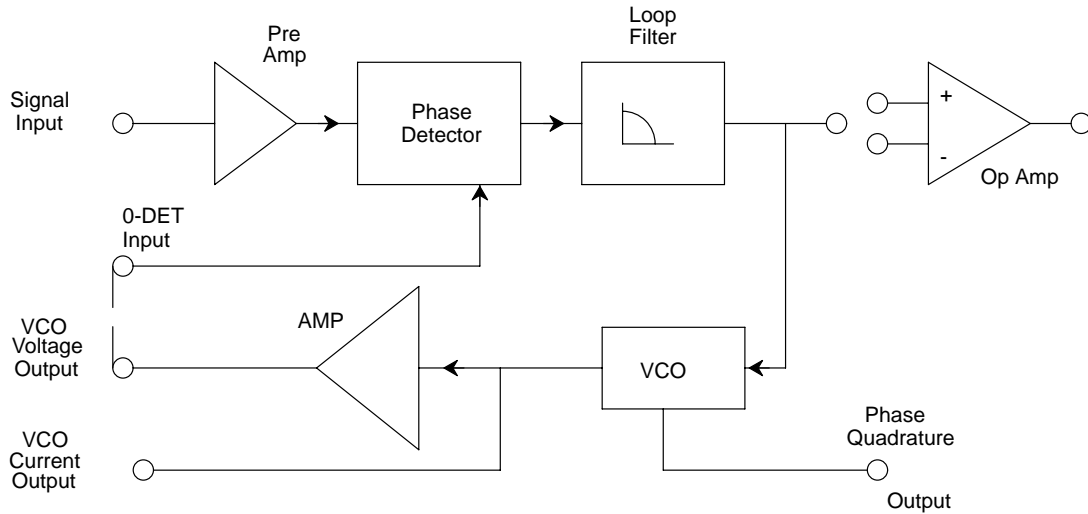 Loop
Filter
Pre
Amp
Signal
Input
Phase
Detector
+
-
Op Amp
0-DET
Input
VCO
Voltage
Output
AMP
VCO
Phase
Quadrature
Output
VCO
Current
Output